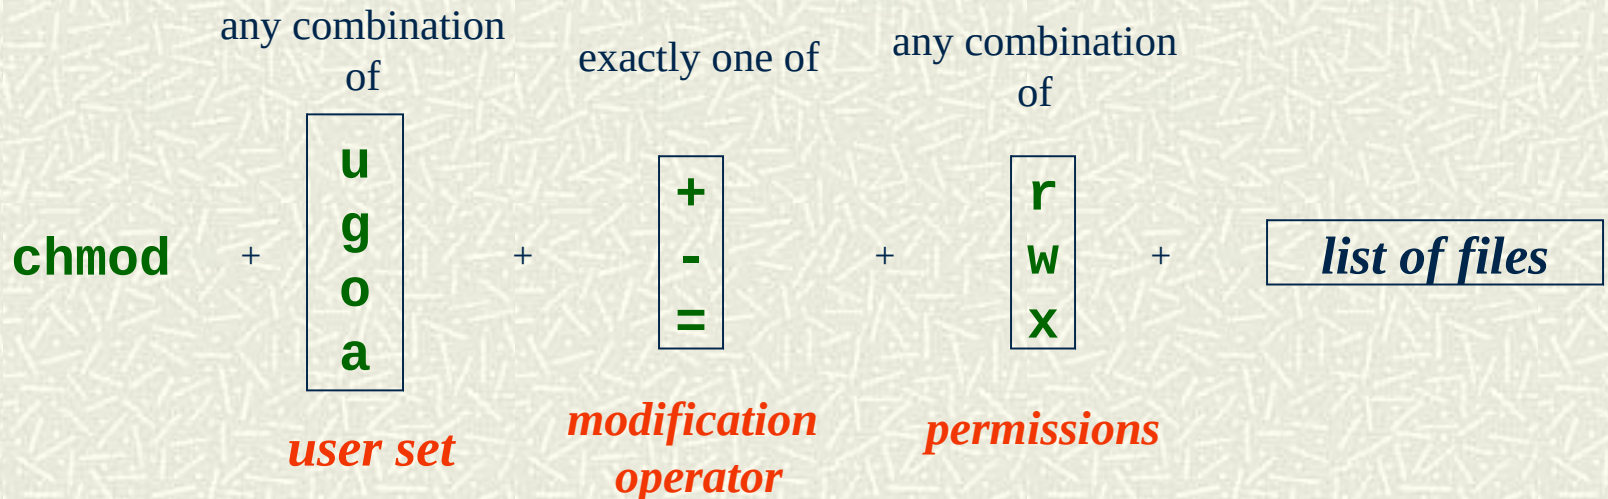 any combination
of
exactly one of
any combination
of
chmod
+
u
g
o
a
+
+
-
=
+
r
w
x
+
list of files
user set
modification
operator
permissions